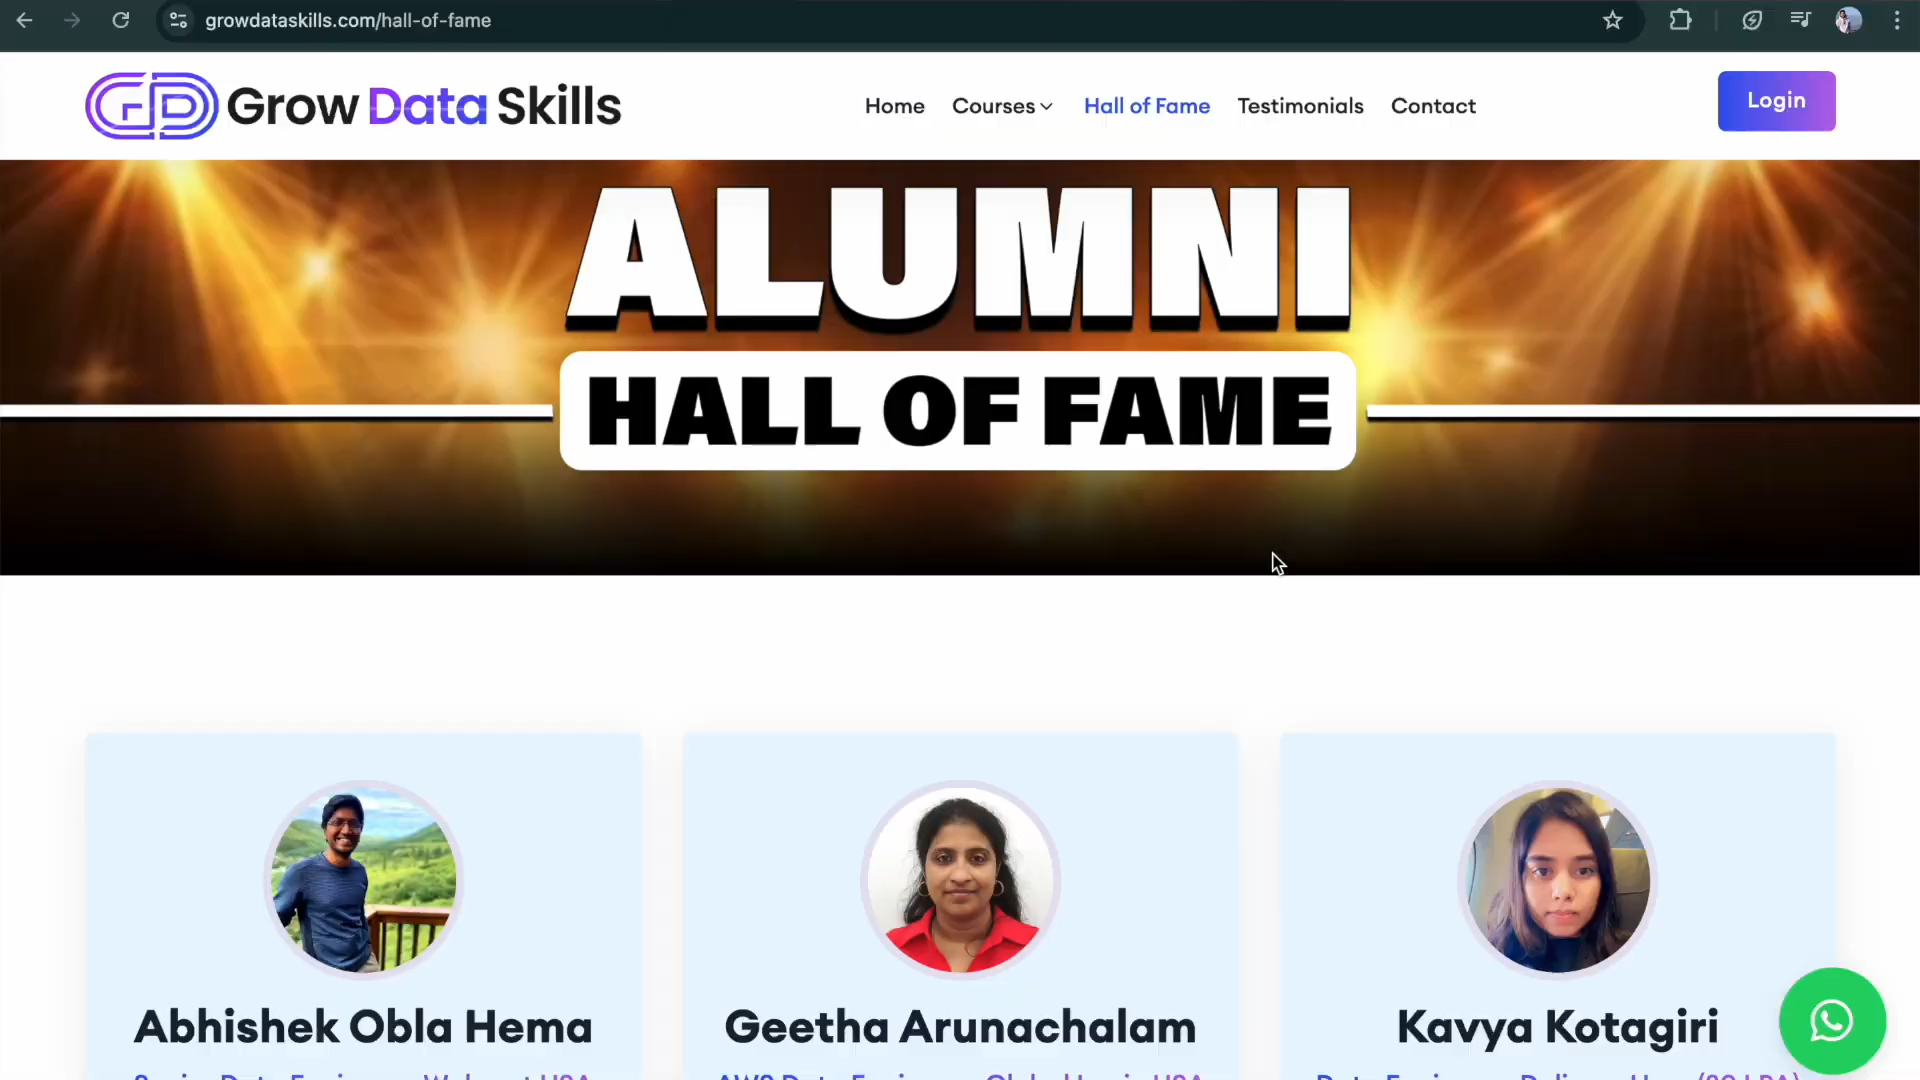 growdataskills.com/hall-of-fame
Grow Data Skills
Home Courses Hall of Fame Testimonials Contact
Login
ALUMNI
HALL OF FAME
Abhishek Obla Hema
Geetha Arunachalam
Kavya Kotagiri